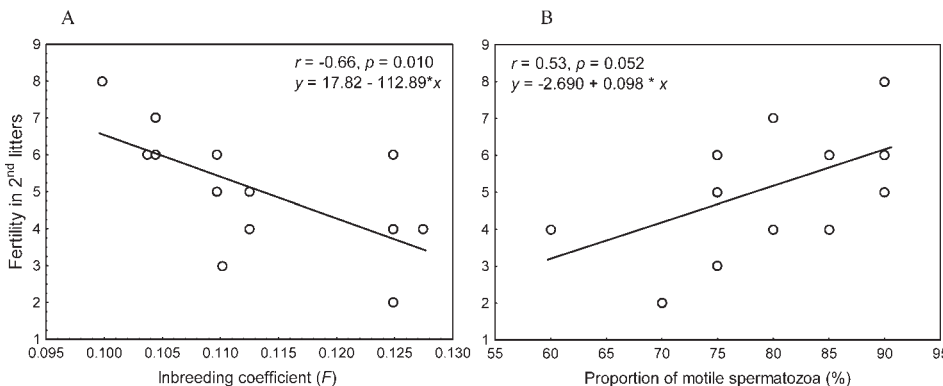 A
B
r = -0.66, p = 0.010
y = 17.82 - 112.89*x
r = 0.53, p = 0.052
y = -2.690 + 0.098 * x
Fertility in 2nd litters
9
8
7
6
5
4
3
2
1
0.095 0.100 0.105 0.110 0.115 0.120 0.125 0.130
Inbreeding coefficient (F)
9
8
7
6
5
4
3
2
1
55 60 65 70 75 80 85 90 95
Proportion of motile spermatozoa (%)